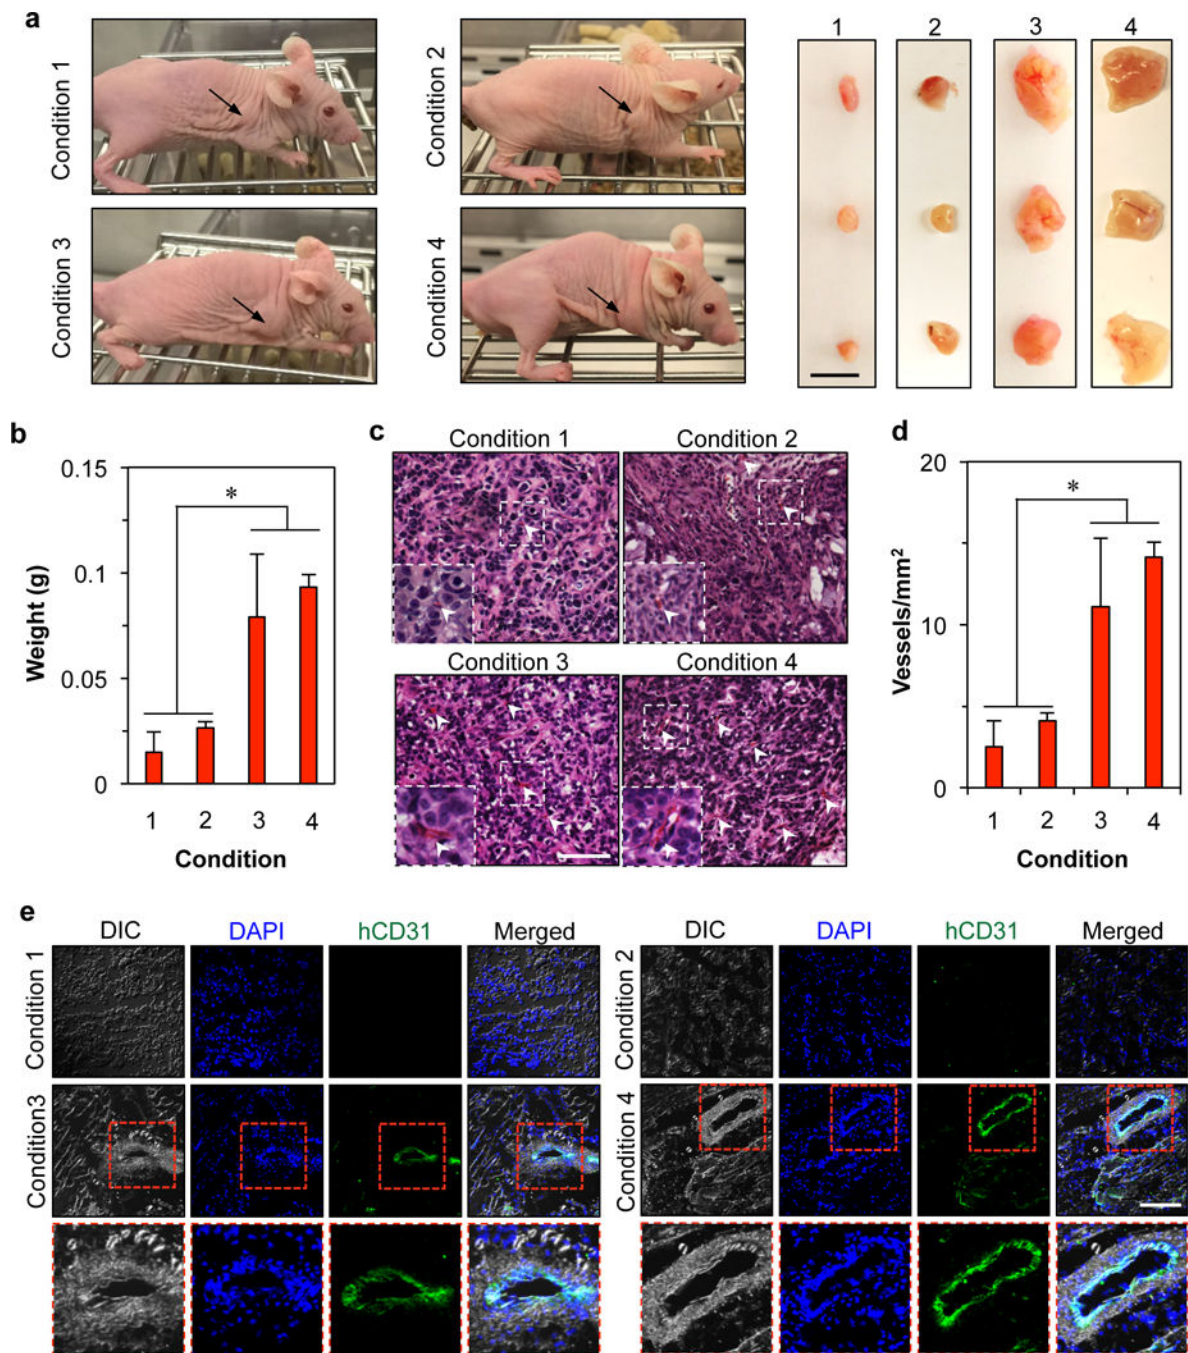 a
Condition 1
Condition 2
Condition 3
Condition 4
1
2
3
4
b
0.15
0.1
0.05
0
Weight (g)
*
1 2 3 4
Condition
c
Condition 1
Condition 2
Condition 3
Condition 4
d
20
10
0
Vessels/mm²
*
1 2 3 4
Condition
e
DIC DAPI hCD31 Merged
Condition 1
Condition3
DIC DAPI hCD31 Merged
Condition 2
Condition 4